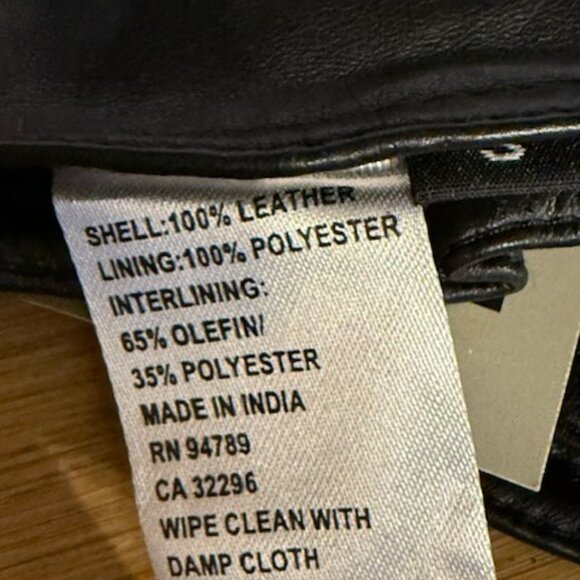 SHELL:100% LEATHER
LINING:100% POLYESTER
INTERLINING:
65% OLEFIN/
35% POLYESTER
MADE IN INDIA
RN 94789
CA 32296
WIPE CLEAN WITH
DAMP CLOTH